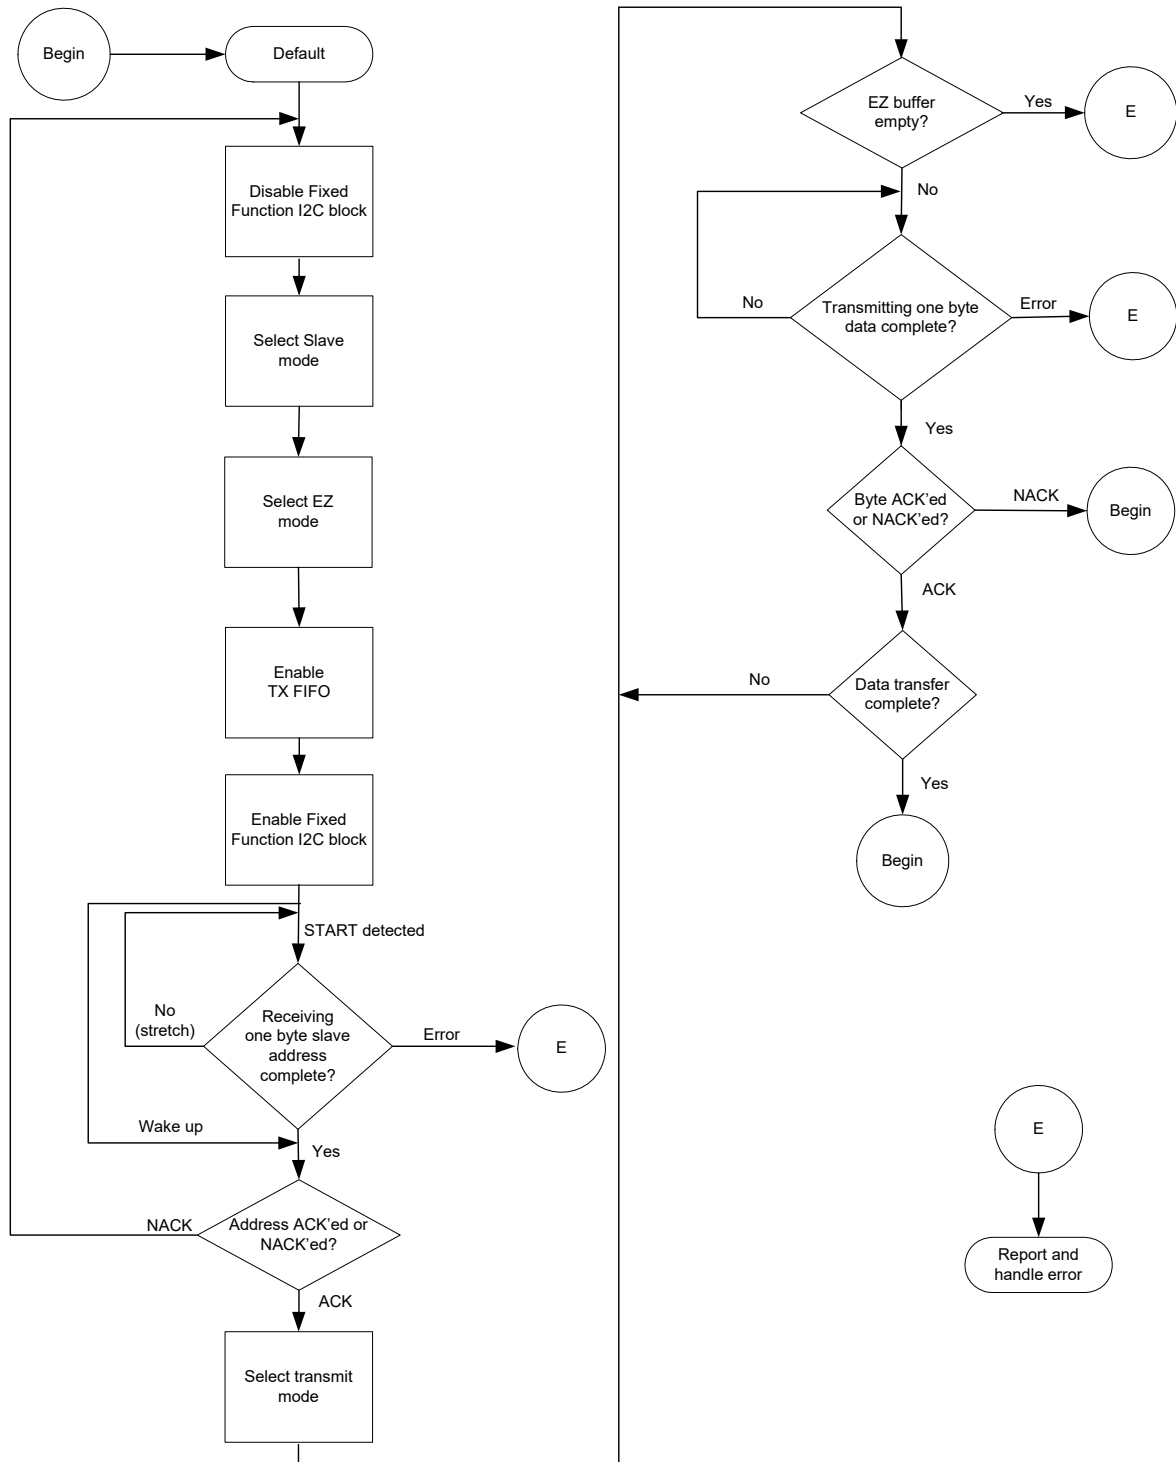 Begin
Default
Disable Fixed
Function I2C block
Select Slave
mode
Select EZ
mode
Enable
TX FIFO
Enable Fixed
Function I2C block
START detected
No
(stretch)
Receiving
one byte slave
address
complete?
Error
E
Wake up
Yes
NACK
Address ACK’ed or
NACK’ed?
ACK
Select transmit
mode
EZ buffer
empty?
Yes
E
No
No
Transmitting one byte
data complete?
Error
E
Yes
Byte ACK’ed
or NACK’ed?
NACK
Begin
ACK
No
Data transfer
complete?
Yes
Begin
E
Report and
handle error